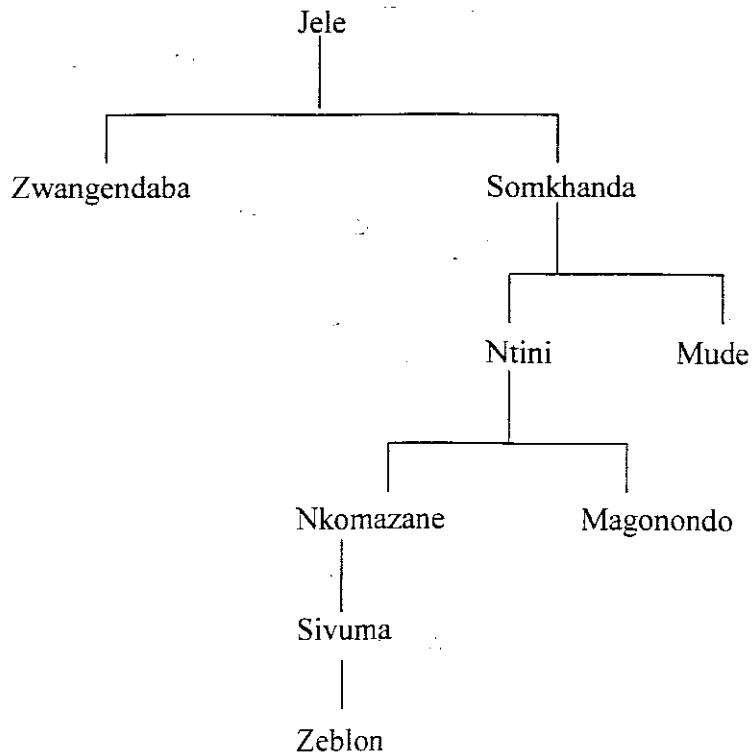 Jele
Zwangendaba Somkhanda
Ntini Mude
Nkomazane Magonondo
Sivuma
Zeblon